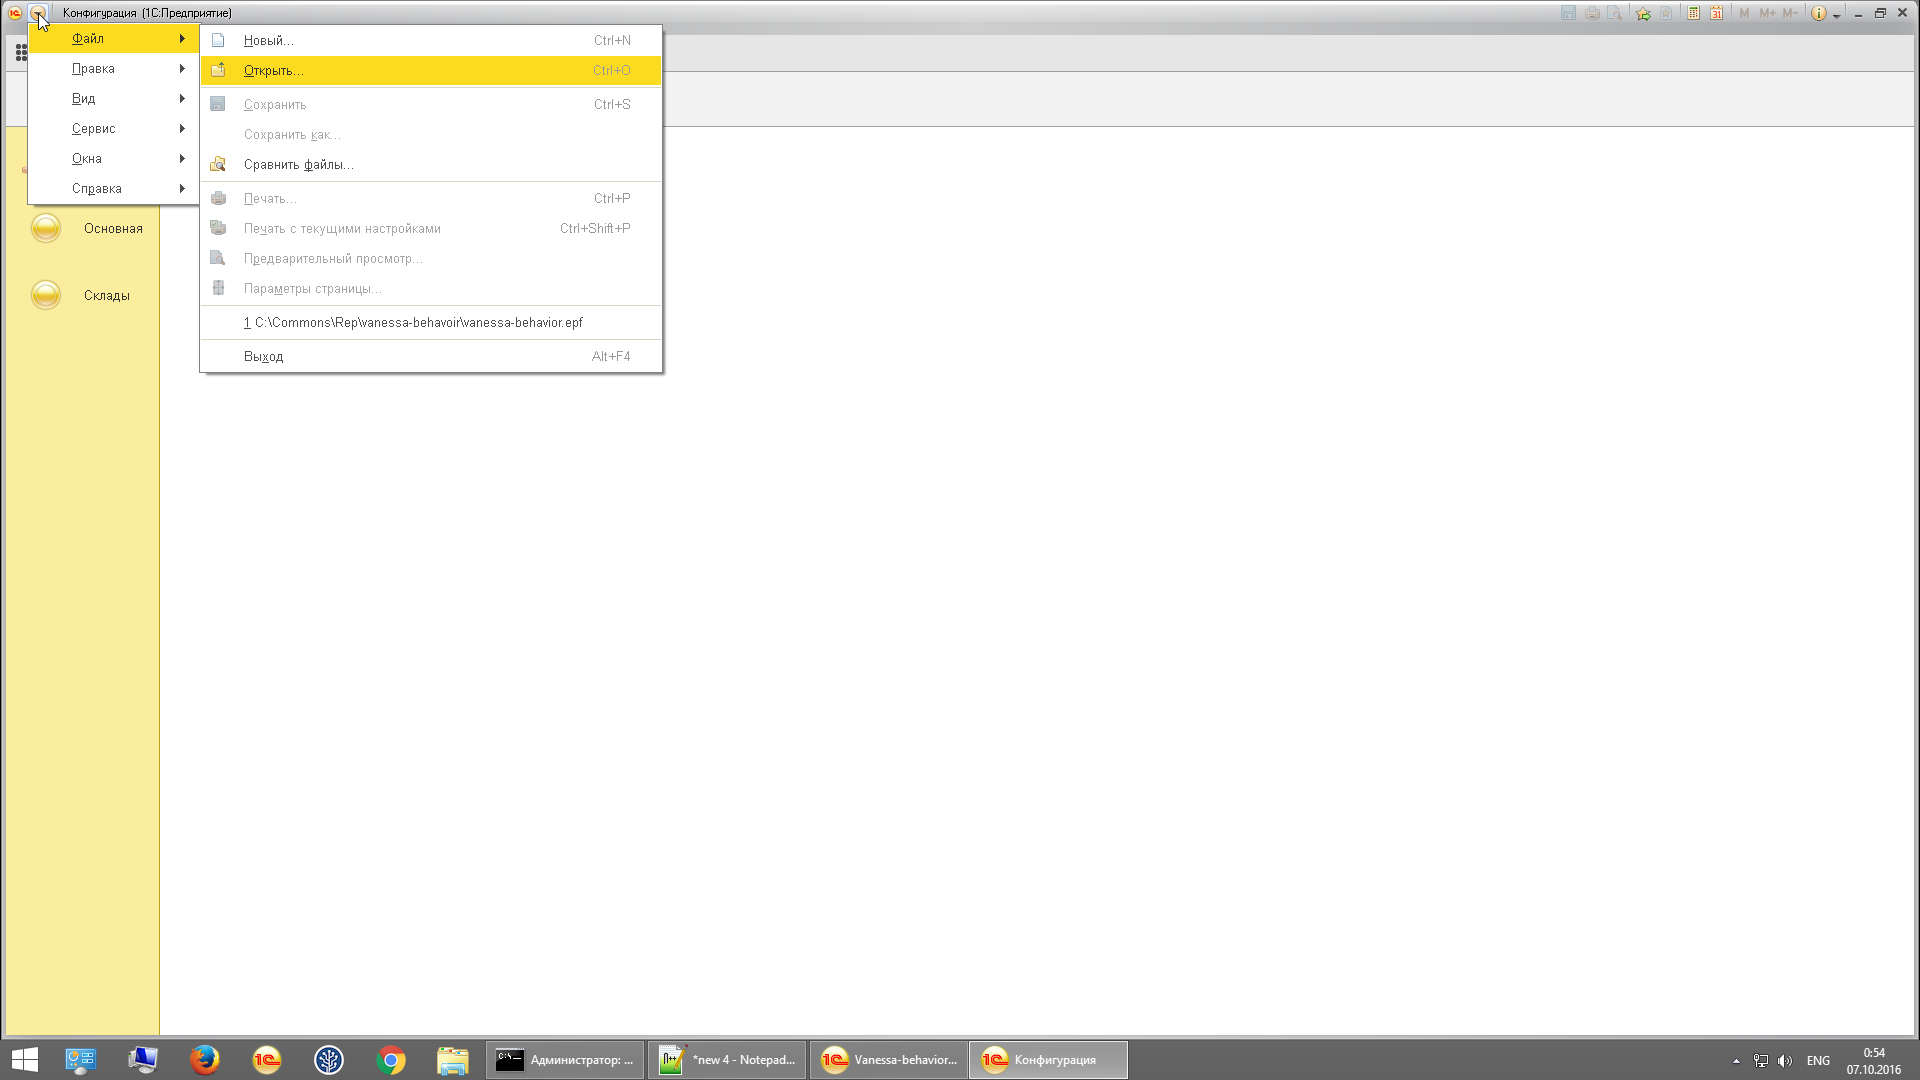 Конфигурация (1С:Предприятие)
M M+ M-
Файл
Правка
Вид
Сервис
Окна
Справка
Новый... Ctrl+N
Открыть... Ctrl+O
Сохранить Ctrl+S
Сохранить как...
Сравнить файлы...
Печать... Ctrl+P
Печать с текущими настройками Ctrl+Shift+P
Предварительный просмотр...
Параметры страницы...
1 C:\Commons\Rep\vanessa-behavoir\vanessa-behavior.epf
Выход Alt+F4
Основная
Склады
Администратор: ...
*new 4 - Notepad...
Vanessa-behavior...
Конфигурация
ENG
0:54
07.10.2016